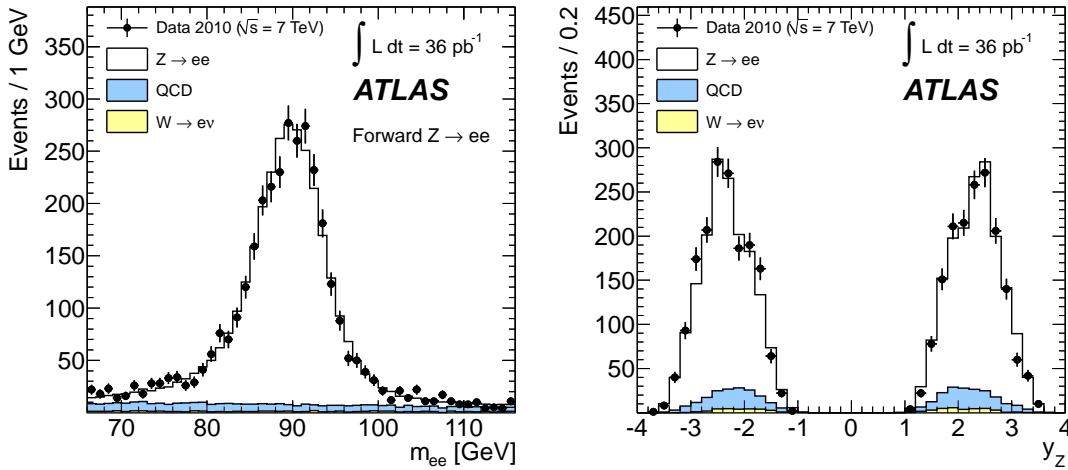 Events / 1 GeV
350
300
250
200
150
100
50
Data 2010 (√s = 7 TeV)
Z → ee
QCD
W → eν
∫ L dt = 36 pb⁻¹
ATLAS
Forward Z → ee
70 80 90 100 110
m_ee [GeV]
Events / 0.2
450
400
350
300
250
200
150
100
50
0
Data 2010 (√s = 7 TeV)
Z → ee
QCD
W → eν
∫ L dt = 36 pb⁻¹
ATLAS
-4 -3 -2 -1 0 1 2 3 4
y_Z